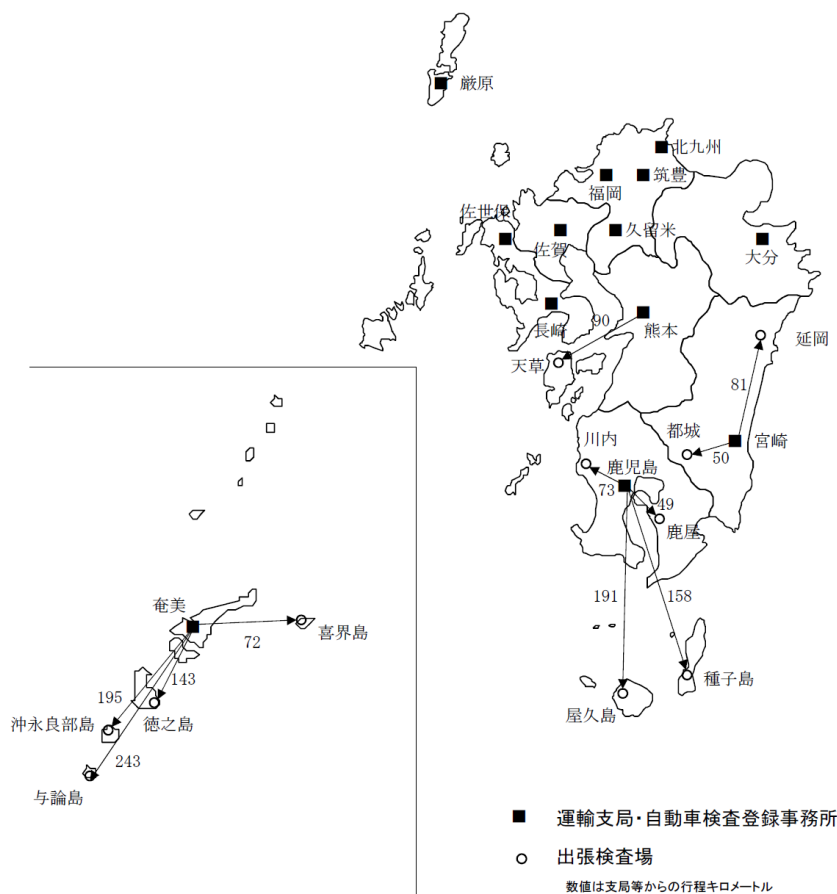 厳原
北九州
福岡
筑豊
佐世保
佐賀
久留米
大分
長崎
90
熊本
延岡
天草
81
川内
都城
宮崎
50
鹿児島
73
49
鹿屋
191
158
奄美
喜界島
72
143
195
種子島
沖永良部島
徳之島
屋久島
243
与論島
運輸支局・自動車検査登録事務所
出張検査場
数値は支局等からの行程キロメートル